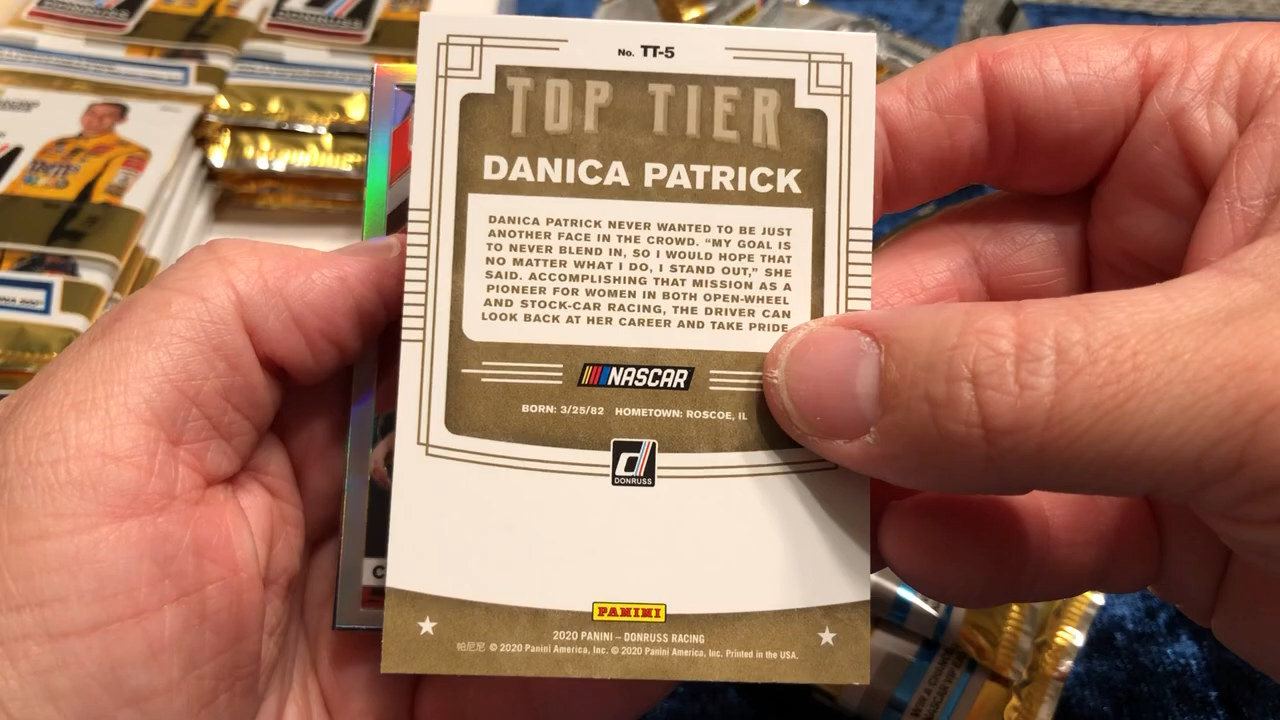 No. TT-5
TOP TIER
DANICA PATRICK
DANICA PATRICK NEVER WANTED TO BE JUST
ANOTHER FACE IN THE CROWD. “MY GOAL IS
TO NEVER BLEND IN, SO I WOULD HOPE THAT
NO MATTER WHAT I DO, I STAND OUT,” SHE
SAID. ACCOMPLISHING THAT MISSION AS A
PIONEER FOR WOMEN IN BOTH OPEN-WHEEL
AND STOCK-CAR RACING, THE DRIVER CAN
LOOK BACK AT HER CAREER AND TAKE PRIDE
NASCAR
BORN: 3/25/82 HOMETOWN: ROSCOE, IL
d
DONRUSS
PANINI
2020 PANINI – DONRUSS RACING
帕尼尼 © 2020 Panini America, Inc. © 2020 Panini America, Inc. Printed in the USA.